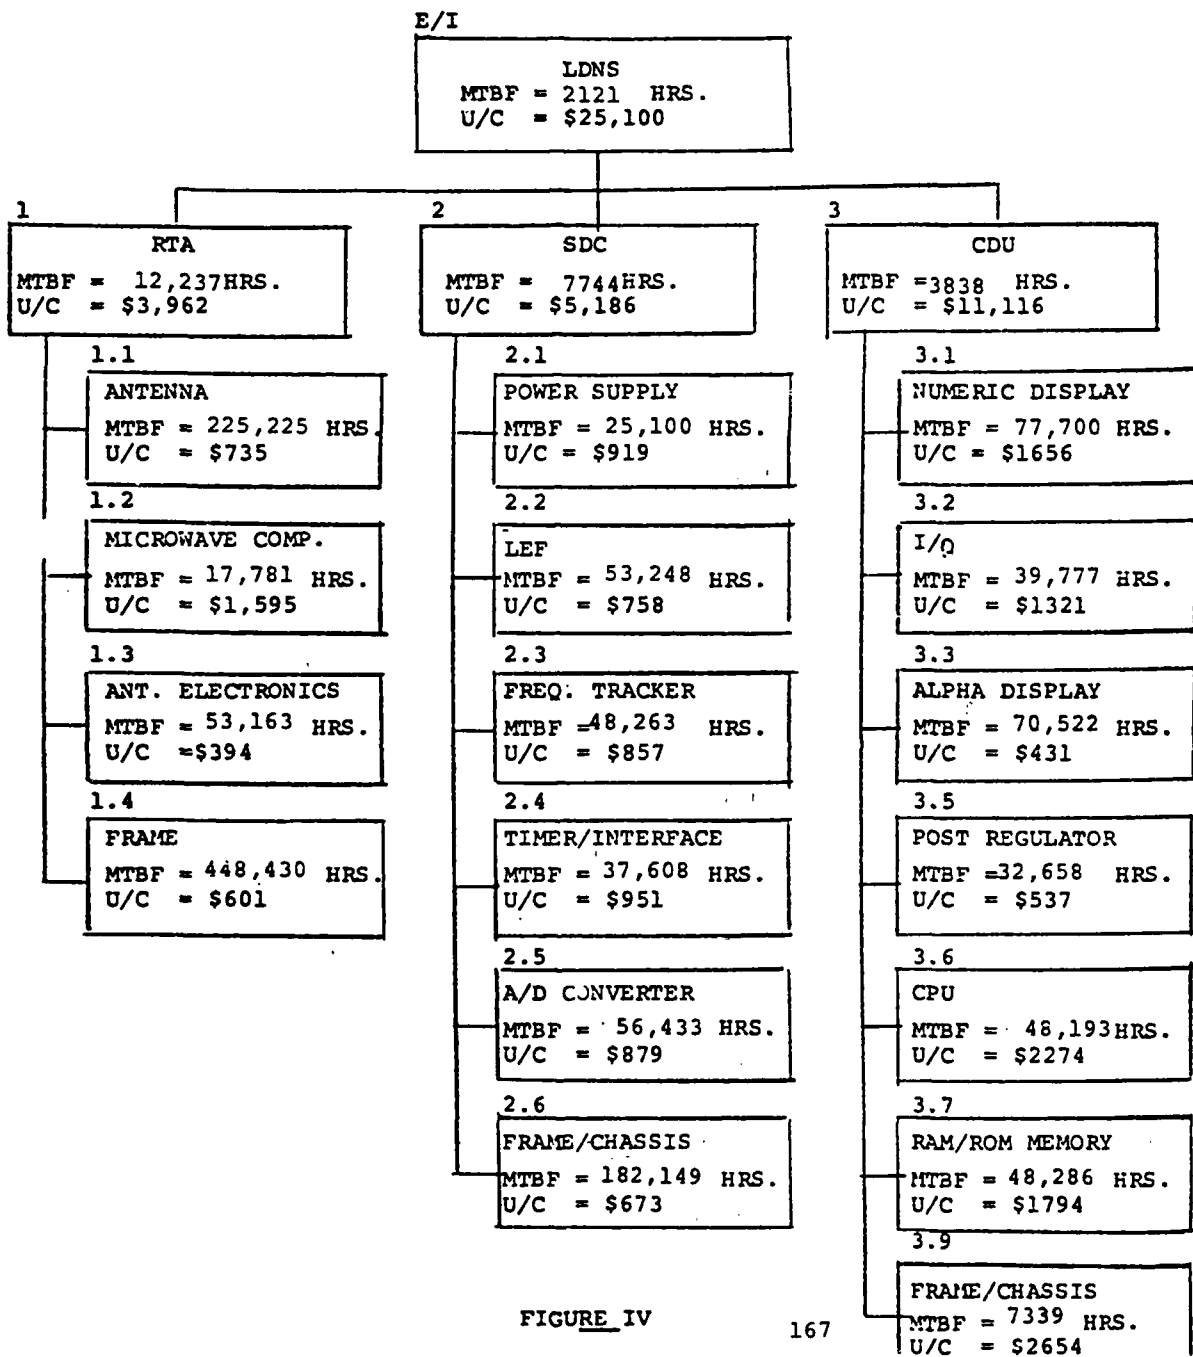 E/I
LDNS
MTBF = 2121 HRS.
U/C = $25,100
1
RTA
MTBF = 12,237HRS.
U/C = $3,962
1.1
ANTENNA
MTBF = 225,225 HRS.
U/C = $735
1.2
MICROWAVE COMP.
MTBF = 17,781 HRS.
U/C = $1,595
1.3
ANT. ELECTRONICS
MTBF = 53,163 HRS.
U/C =$394
1.4
FRAME
MTBF = 448,430 HRS.
U/C = $601
2
SDC
MTBF = 7744HRS.
U/C = $5,186
2.1
POWER SUPPLY
MTBF = 25,100 HRS.
U/C = $919
2.2
LEF
MTBF = 53,248 HRS.
U/C = $758
2.3
FREQ. TRACKER
MTBF =48,263 HRS.
U/C = $857
2.4
TIMER/INTERFACE
MTBF = 37,608 HRS.
U/C = $951
2.5
A/D CONVERTER
MTBF = 56,433 HRS.
U/C = $879
2.6
FRAME/CHASSIS
MTBF = 182,149 HRS.
U/C = $673
3
CDU
MTBF =3838 HRS.
U/C = $11,116
3.1
NUMERIC DISPLAY
MTBF = 77,700 HRS.
U/C = $1656
3.2
I/O
MTBF = 39,777 HRS.
U/C = $1321
3.3
ALPHA DISPLAY
MTBF = 70,522 HRS.
U/C = $431
3.5
POST REGULATOR
MTBF =32,658 HRS.
U/C = $537
3.6
CPU
MTBF = 48,193HRS.
U/C = $2274
3.7
RAM/ROM MEMORY
MTBF = 48,286 HRS.
U/C = $1794
3.9
FRAME/CHASSIS
MTBF = 7339 HRS.
U/C = $2654
FIGURE IV
167